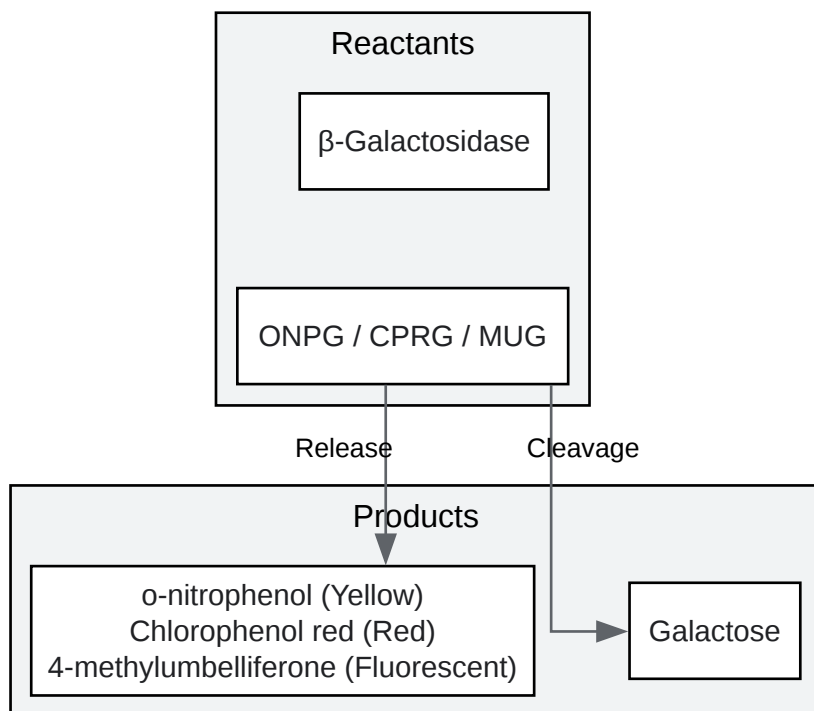 Reactants
β-Galactosidase
ONPG / CPRG / MUG
Release
Cleavage
Products
o-nitrophenol (Yellow)
Chlorophenol red (Red)
4-methylumbelliferone (Fluorescent)
Galactose